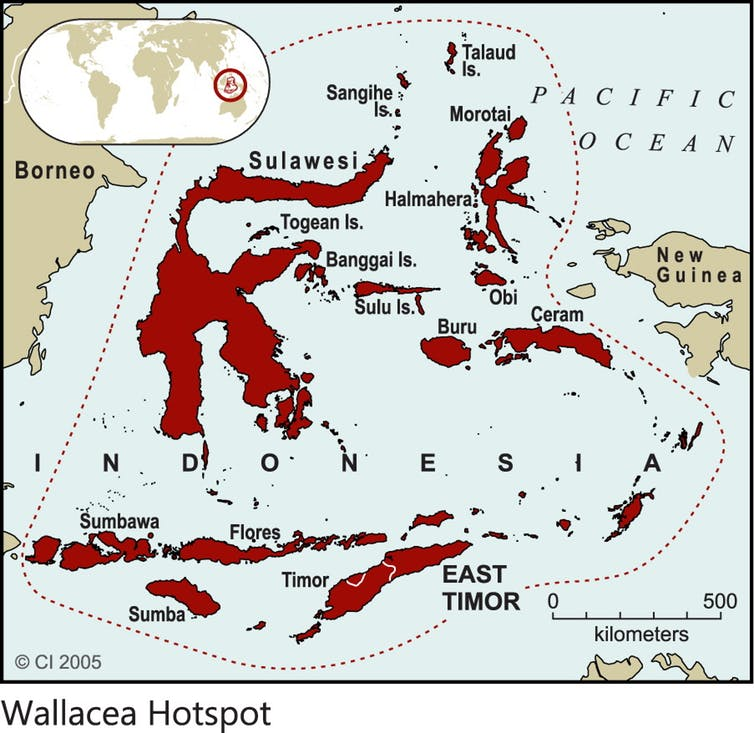 Talaud
Is.
Sangihe
Is.
PACIFIC
OCEAN
Morotai
Borneo
Sulawesi
Halmahera
Togean Is.
Banggai Is.
New
Guinea
Sulu Is.
Obi
Ceram
Buru
INDONESIA
Sumbawa
Flores
Timor
EAST
TIMOR
Sumba
0 500
kilometers
© CI 2005
Wallacea Hotspot